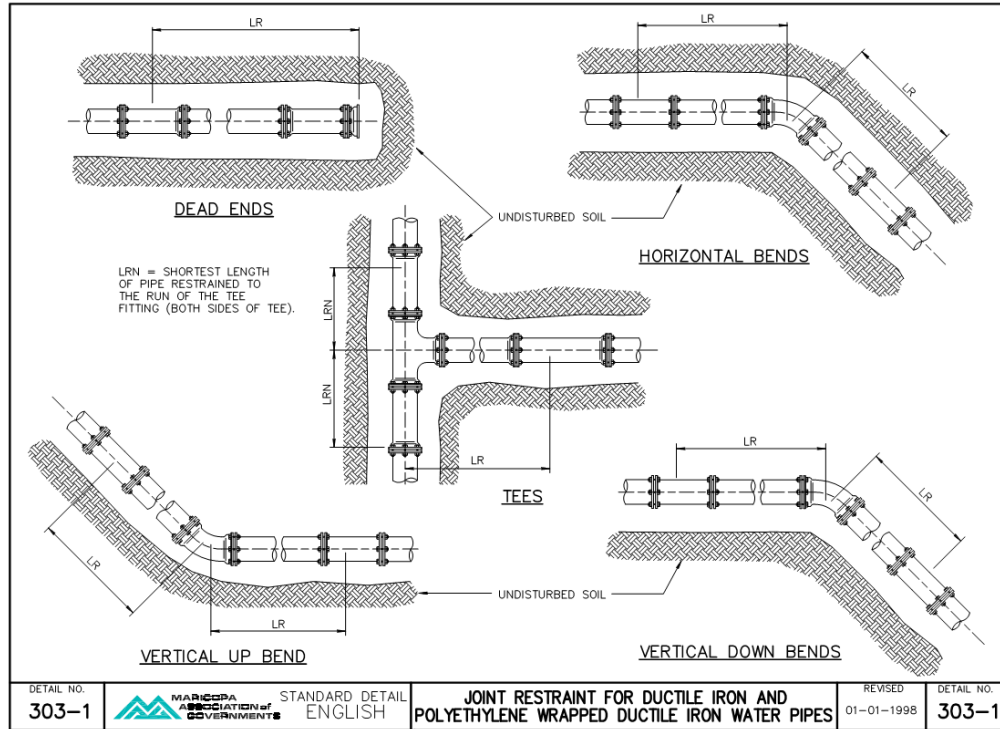 LR
LR
LR
DEAD ENDS
UNDISTURBED SOIL
HORIZONTAL BENDS
LRN = SHORTEST LENGTH
OF PIPE RESTRAINED TO
THE RUN OF THE TEE
FITTING (BOTH SIDES OF TEE).
LRN
LRN
LR
TEES
LR
LR
LR
LR
UNDISTURBED SOIL
VERTICAL UP BEND
VERTICAL DOWN BENDS
DETAIL NO.
303-1
MARICOPA
ASSOCIATION of
GOVERNMENTS
STANDARD DETAIL
ENGLISH
JOINT RESTRAINT FOR DUCTILE IRON AND
POLYETHYLENE WRAPPED DUCTILE IRON WATER PIPES
REVISED
01-01-1998
DETAIL NO.
303-1